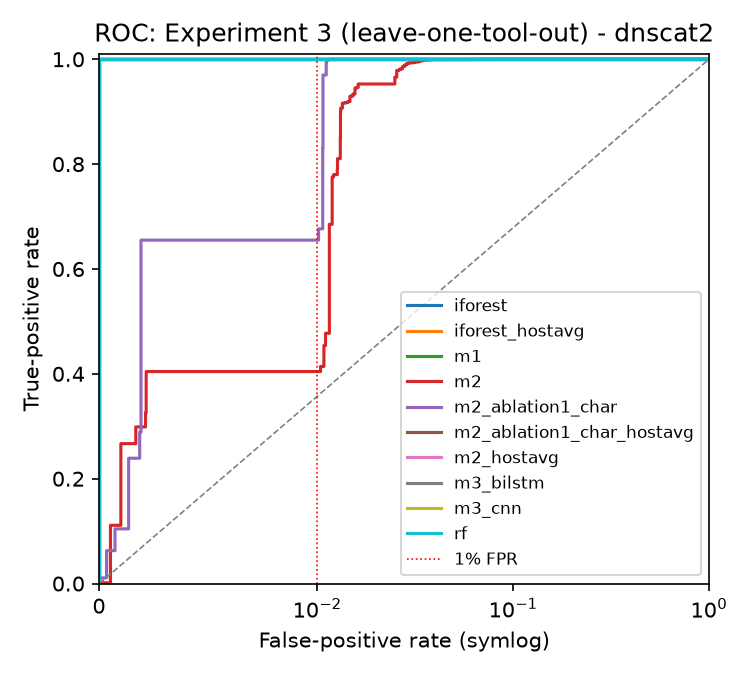 ROC: Experiment 3 (leave-one-tool-out) - dnscat2
1.0
0.8
0.6
0.4
0.2
0.0
True-positive rate
iforest
iforest_hostavg
m1
m2
m2_ablation1_char
m2_ablation1_char_hostavg
m2_hostavg
m3_bilstm
m3_cnn
rf
1% FPR
0 10⁻² 10⁻¹ 10⁰
False-positive rate (symlog)